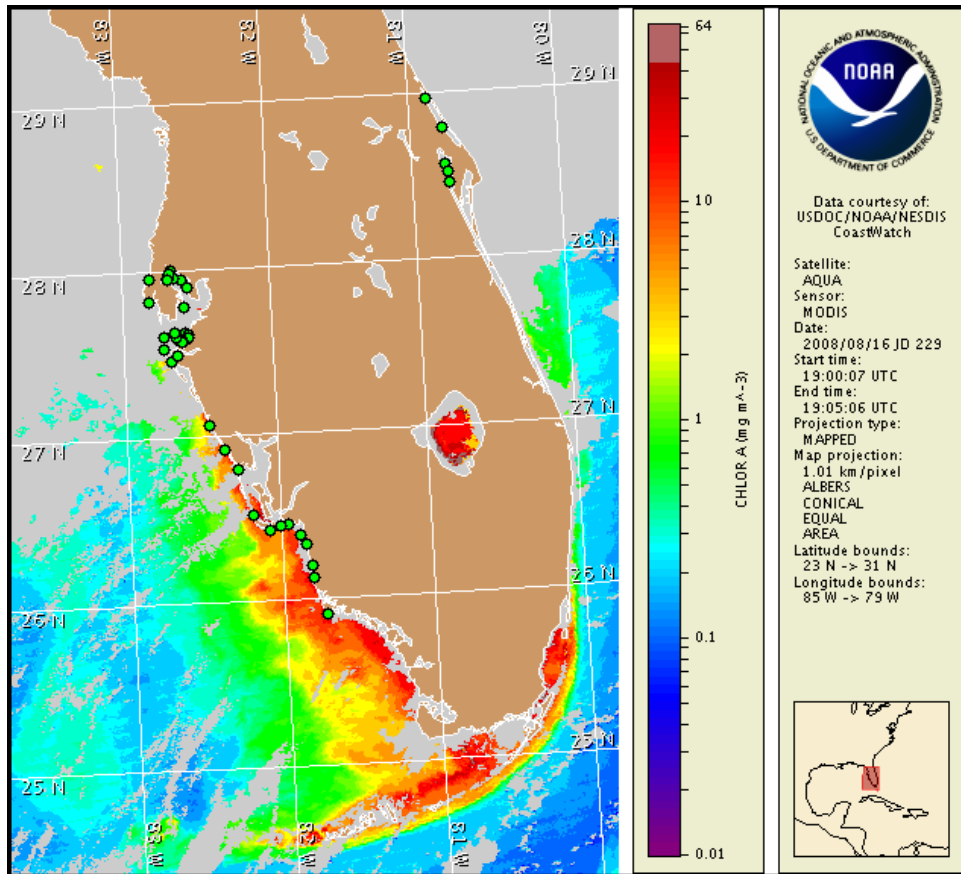 83 W
82 W
81 W
80 W
29 N
29 N
28 N
28 N
27 N
27 N
26 N
26 N
25 N
25 N
83 W
82 W
81 W
64
10
1
0.1
0.01
CHLOR A (mg m^-3)
NATIONAL OCEANIC AND ATMOSPHERIC ADMINISTRATION
NOAA
U.S. DEPARTMENT OF COMMERCE
Data courtesy of:
USDOC/NOAA/NESDIS
CoastWatch
Satellite:
AQUA
Sensor:
MODIS
Date:
2008/08/16 JD 229
Start time:
19:00:07 UTC
End time:
19:05:06 UTC
Projection type:
MAPPED
Map projection:
1.01 km/pixel
ALBERS
CONICAL
EQUAL
AREA
Latitude bounds:
23 N -> 31 N
Longitude bounds:
85 W -> 79 W